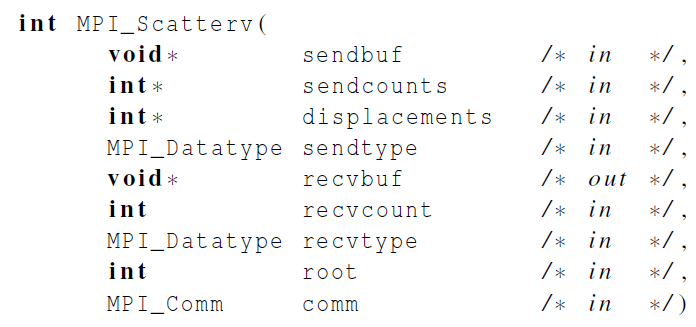 int MPI_Scatterv(
void* sendbuf /* in */,
int* sendcounts /* in */,
int* displacements /* in */,
MPI_Datatype sendtype /* in */,
void* recvbuf /* out */,
int recvcount /* in */,
MPI_Datatype recvtype /* in */,
int root /* in */,
MPI_Comm comm /* in */)